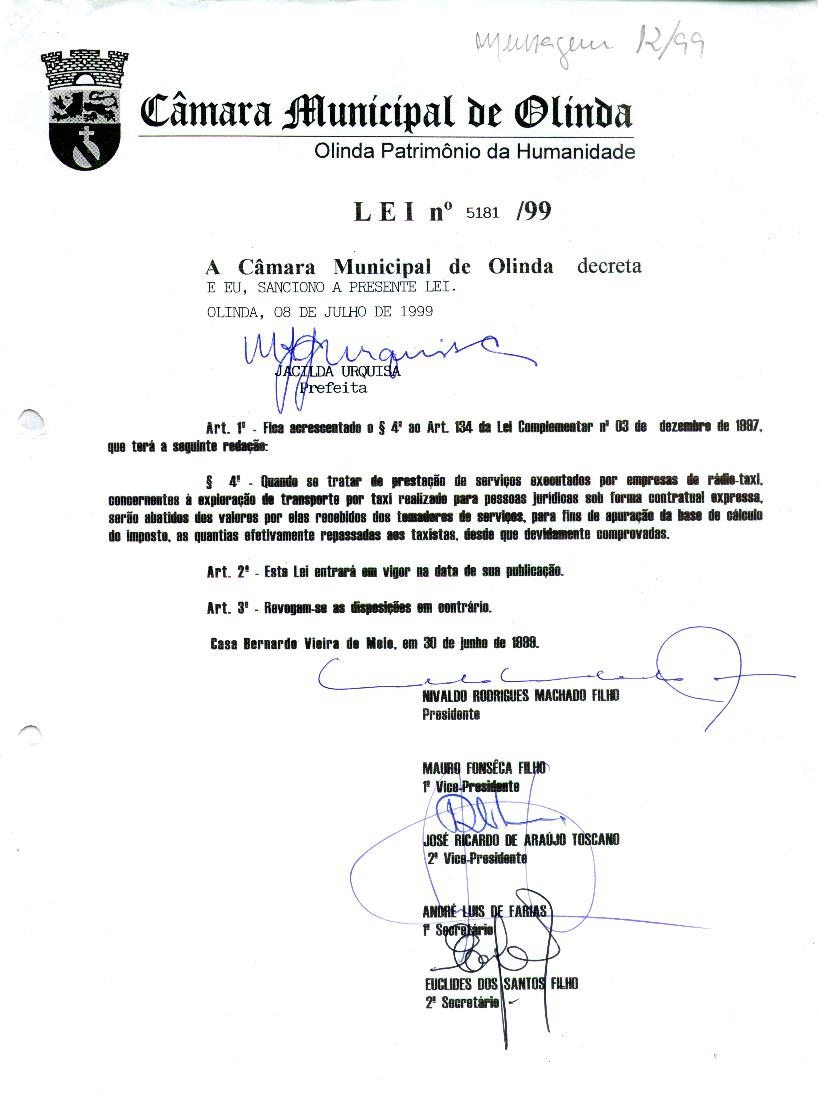 Mensagem 12/99
Câmara Municipal de Olinda
Olinda Patrimônio da Humanidade
LEI nº 5181 /99
A Câmara Municipal de Olinda decreta
E EU, SANCIONO A PRESENTE LEI.
OLINDA, 08 DE JULHO DE 1999
JACILDA URQUISA
Prefeita
Art. 1º - Fica acrescentado o § 4º ao Art. 134 da Lei Complementar nº 03 de dezembro de 1997,
que terá a seguinte redação:
§ 4º - Quando se tratar de prestação de serviços executados por empresas de rádio-taxi,
concernentes à exploração de transporte por taxi realizado para pessoas jurídicas sob forma contratual expressa,
serão abatidos dos valores por elas recebidos dos tomadores de serviços, para fins de apuração da base de cálculo
do imposto, as quantias efetivamente repassadas aos taxistas, desde que devidamente comprovadas.
Art. 2º - Esta Lei entrará em vigor na data de sua publicação.
Art. 3º - Revogam-se as disposições em contrário.
Casa Bernardo Vieira de Melo, em 30 de junho de 1999.
NIVALDO RODRIGUES MACHADO FILHO
Presidente
MAURO FONSÊCA FILHO
1º Vice-Presidente
JOSÉ RICARDO DE ARAÚJO TOSCANO
2º Vice-Presidente
ANDRÉ LUIS DE FARIAS
1º Secretário
EUCLIDES DOS SANTOS FILHO
2º Secretário